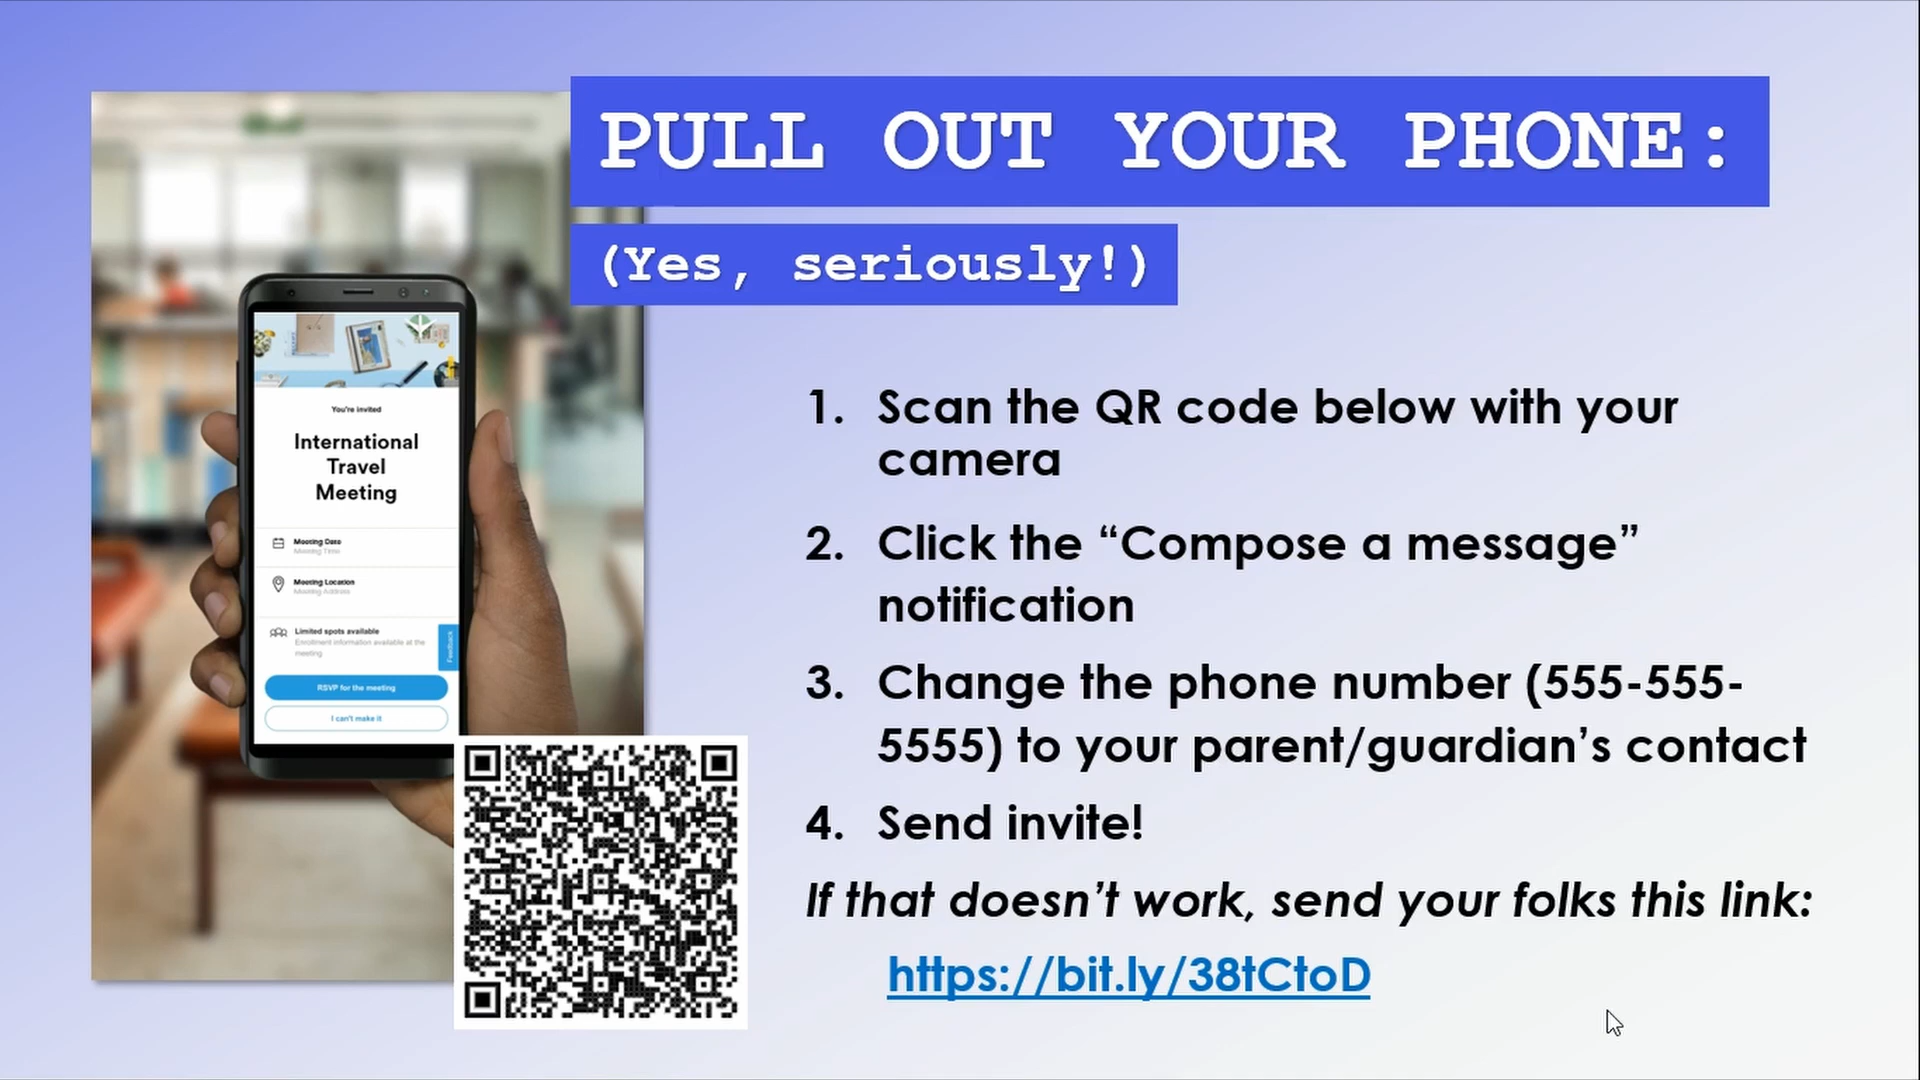 PULL OUT YOUR PHONE:
(Yes, seriously!)
You're invited
International
Travel
Meeting
Meeting Date
Meeting Time
Meeting Location
Meeting Address
Limited spots available
Enrollment information available at the
meeting
Feedback
RSVP for the meeting
I can't make it
1. Scan the QR code below with your
camera
2. Click the “Compose a message”
notification
3. Change the phone number (555-555-
5555) to your parent/guardian’s contact
4. Send invite!
If that doesn’t work, send your folks this link:
https://bit.ly/38tCtoD